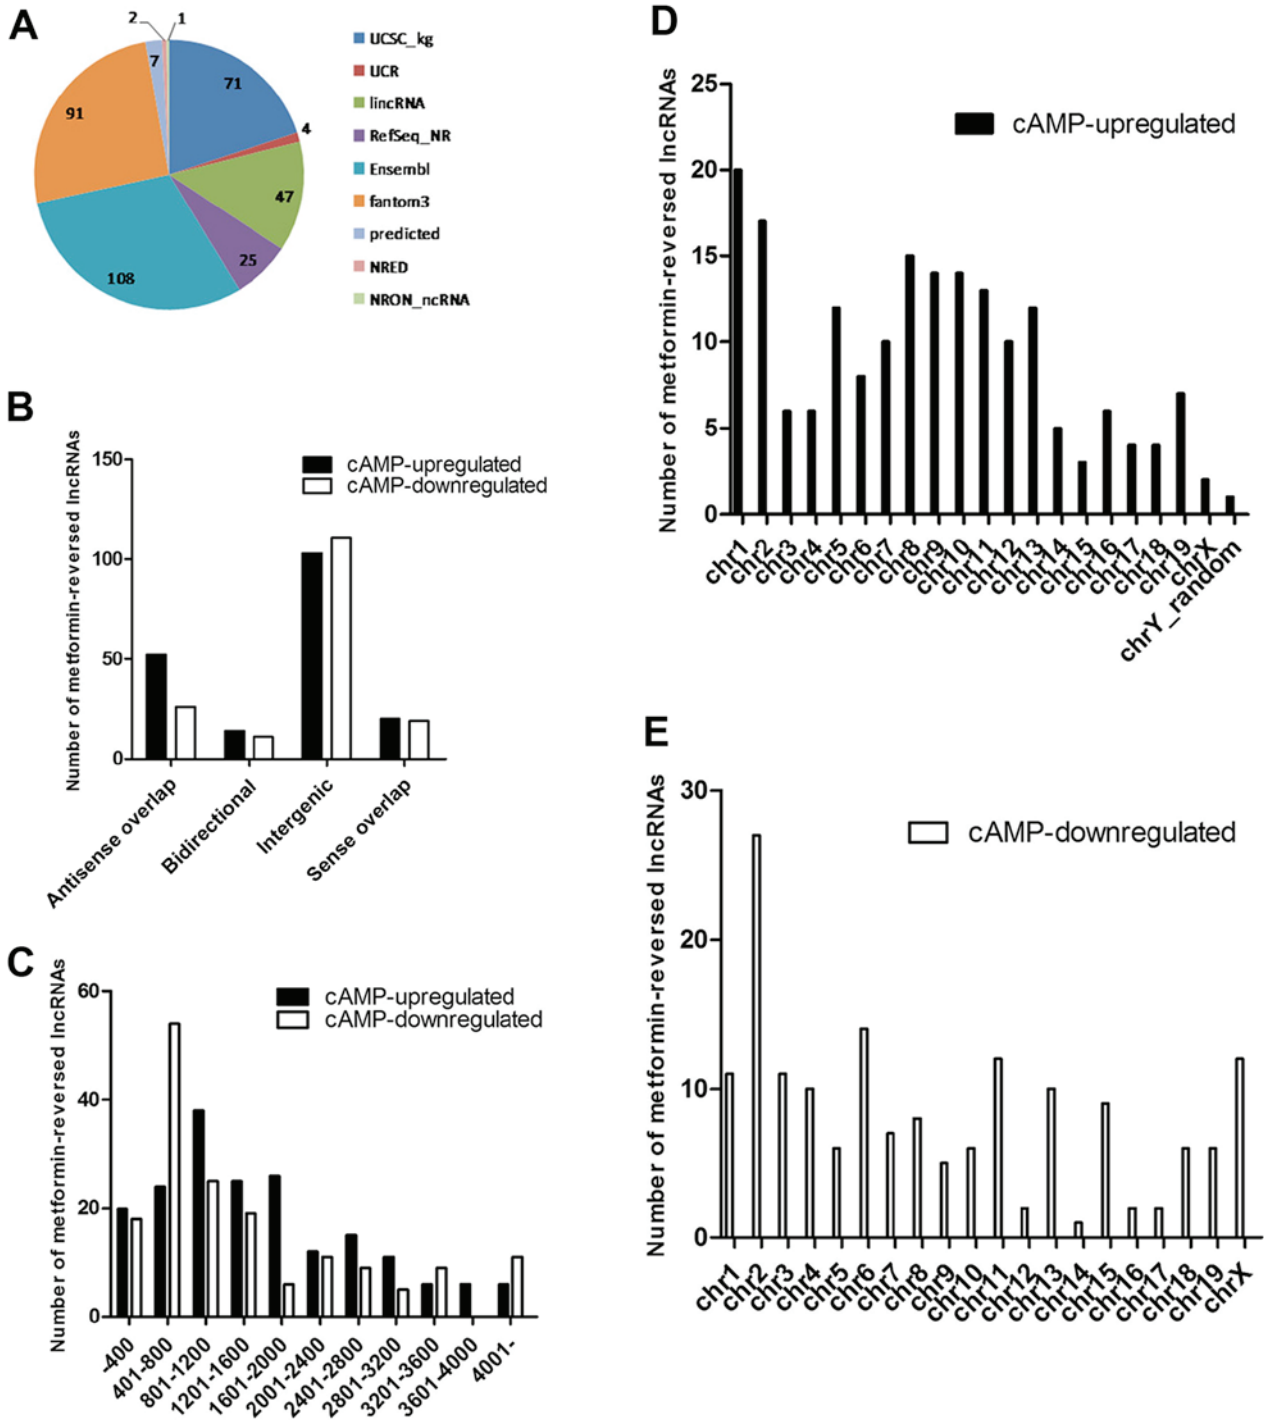 A
2
1
7
71
91
4
47
25
108
UCSC_kg
UCR
lincRNA
RefSeq_NR
Ensembl
fantom3
predicted
NRED
NRON_ncRNA
B
Number of metformin-reversed lncRNAs
150
100
50
0
cAMP-upregulated
cAMP-downregulated
Antisense overlap
Bidirectional
Intergenic
Sense overlap
C
Number of metformin-reversed lncRNAs
60
40
20
0
cAMP-upregulated
cAMP-downregulated
-400
401-800
801-1200
1201-1600
1601-2000
2001-2400
2401-2800
2801-3200
3201-3600
3601-4000
4001-
D
Number of metformin-reversed lncRNAs
25
20
15
10
5
0
cAMP-upregulated
chr1
chr2
chr3
chr4
chr5
chr6
chr7
chr8
chr9
chr10
chr11
chr12
chr13
chr14
chr15
chr16
chr17
chr18
chr19
chrX
chrY_random
E
Number of metformin-reversed lncRNAs
30
20
10
0
cAMP-downregulated
chr1
chr2
chr3
chr4
chr5
chr6
chr7
chr8
chr9
chr10
chr11
chr12
chr13
chr14
chr15
chr16
chr17
chr18
chr19
chrX